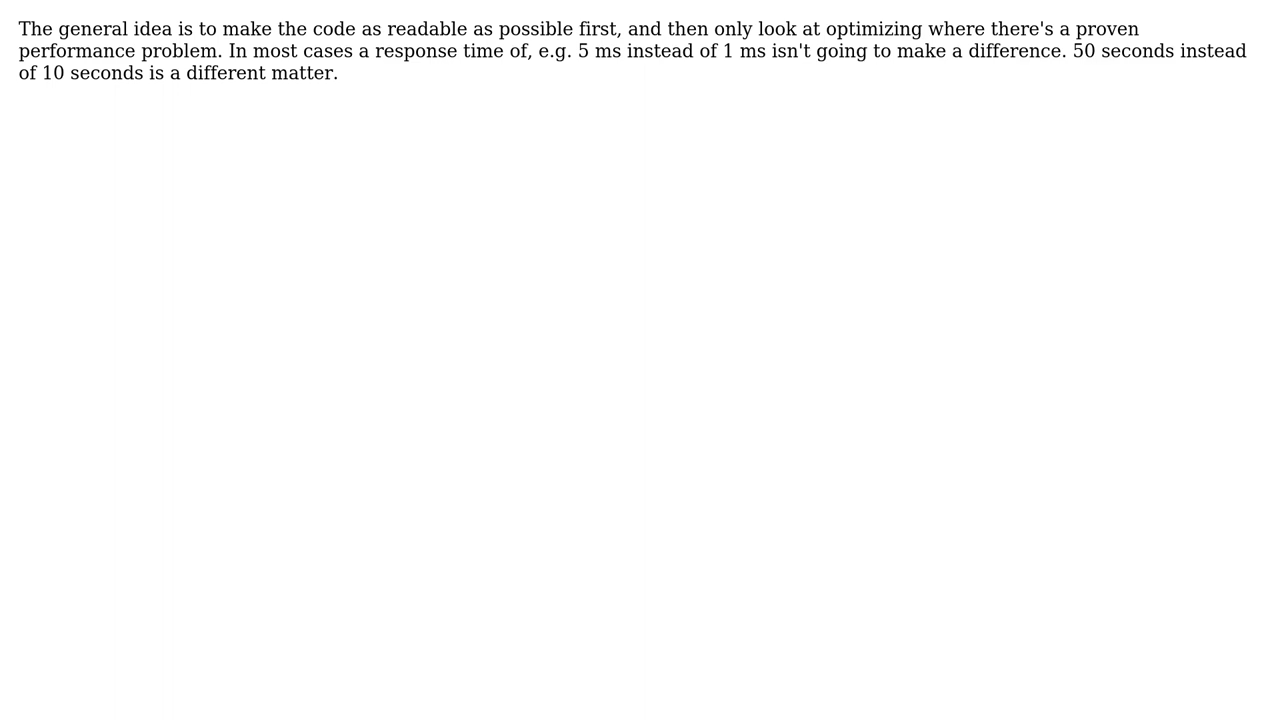 The general idea is to make the code as readable as possible first, and then only look at optimizing where there's a proven
performance problem. In most cases a response time of, e.g. 5 ms instead of 1 ms isn't going to make a difference. 50 seconds instead
of 10 seconds is a different matter.